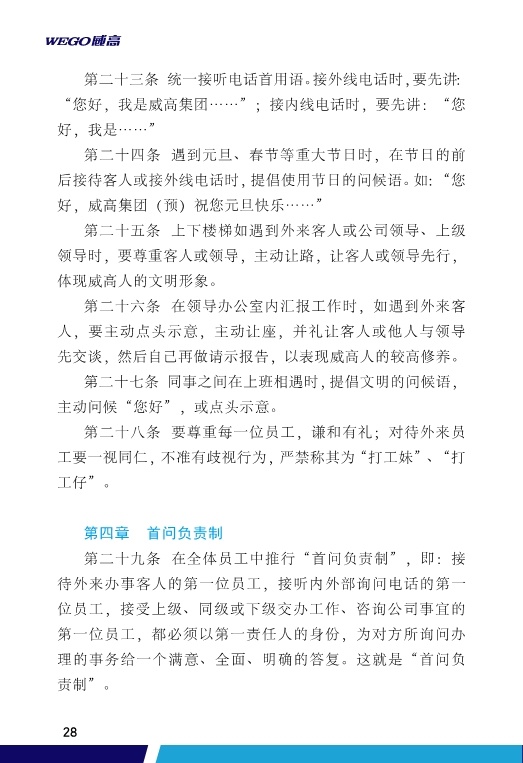 WEGO威高
第二十三条 统一接听电话首用语。接外线电话时,要先讲:
“您好，我是威高集团……”；接内线电话时，要先讲：“您
好，我是……”
第二十四条 遇到元旦、春节等重大节日时，在节日的前
后接待客人或接外线电话时,提倡使用节日的问候语。如:“您
好，威高集团（预）祝您元旦快乐……”
第二十五条 上下楼梯如遇到外来客人或公司领导、上级
领导时，要尊重客人或领导，主动让路，让客人或领导先行，
体现威高人的文明形象。
第二十六条 在领导办公室内汇报工作时，如遇到外来客
人，要主动点头示意，主动让座，并礼让客人或他人与领导
先交谈，然后自己再做请示报告，以表现威高人的较高修养。
第二十七条 同事之间在上班相遇时,提倡文明的问候语，
主动问候“您好”，或点头示意。
第二十八条 要尊重每一位员工，谦和有礼；对待外来员
工要一视同仁,不准有歧视行为,严禁称其为“打工妹”、“打
工仔”。
第四章 首问负责制
第二十九条 在全体员工中推行“首问负责制”，即：接
待外来办事客人的第一位员工，接听内外部询问电话的第一
位员工，接受上级、同级或下级交办工作、咨询公司事宜的
第一位员工，都必须以第一责任人的身份，为对方所询问办
理的事务给一个满意、全面、明确的答复。这就是“首问负
责制”。
28